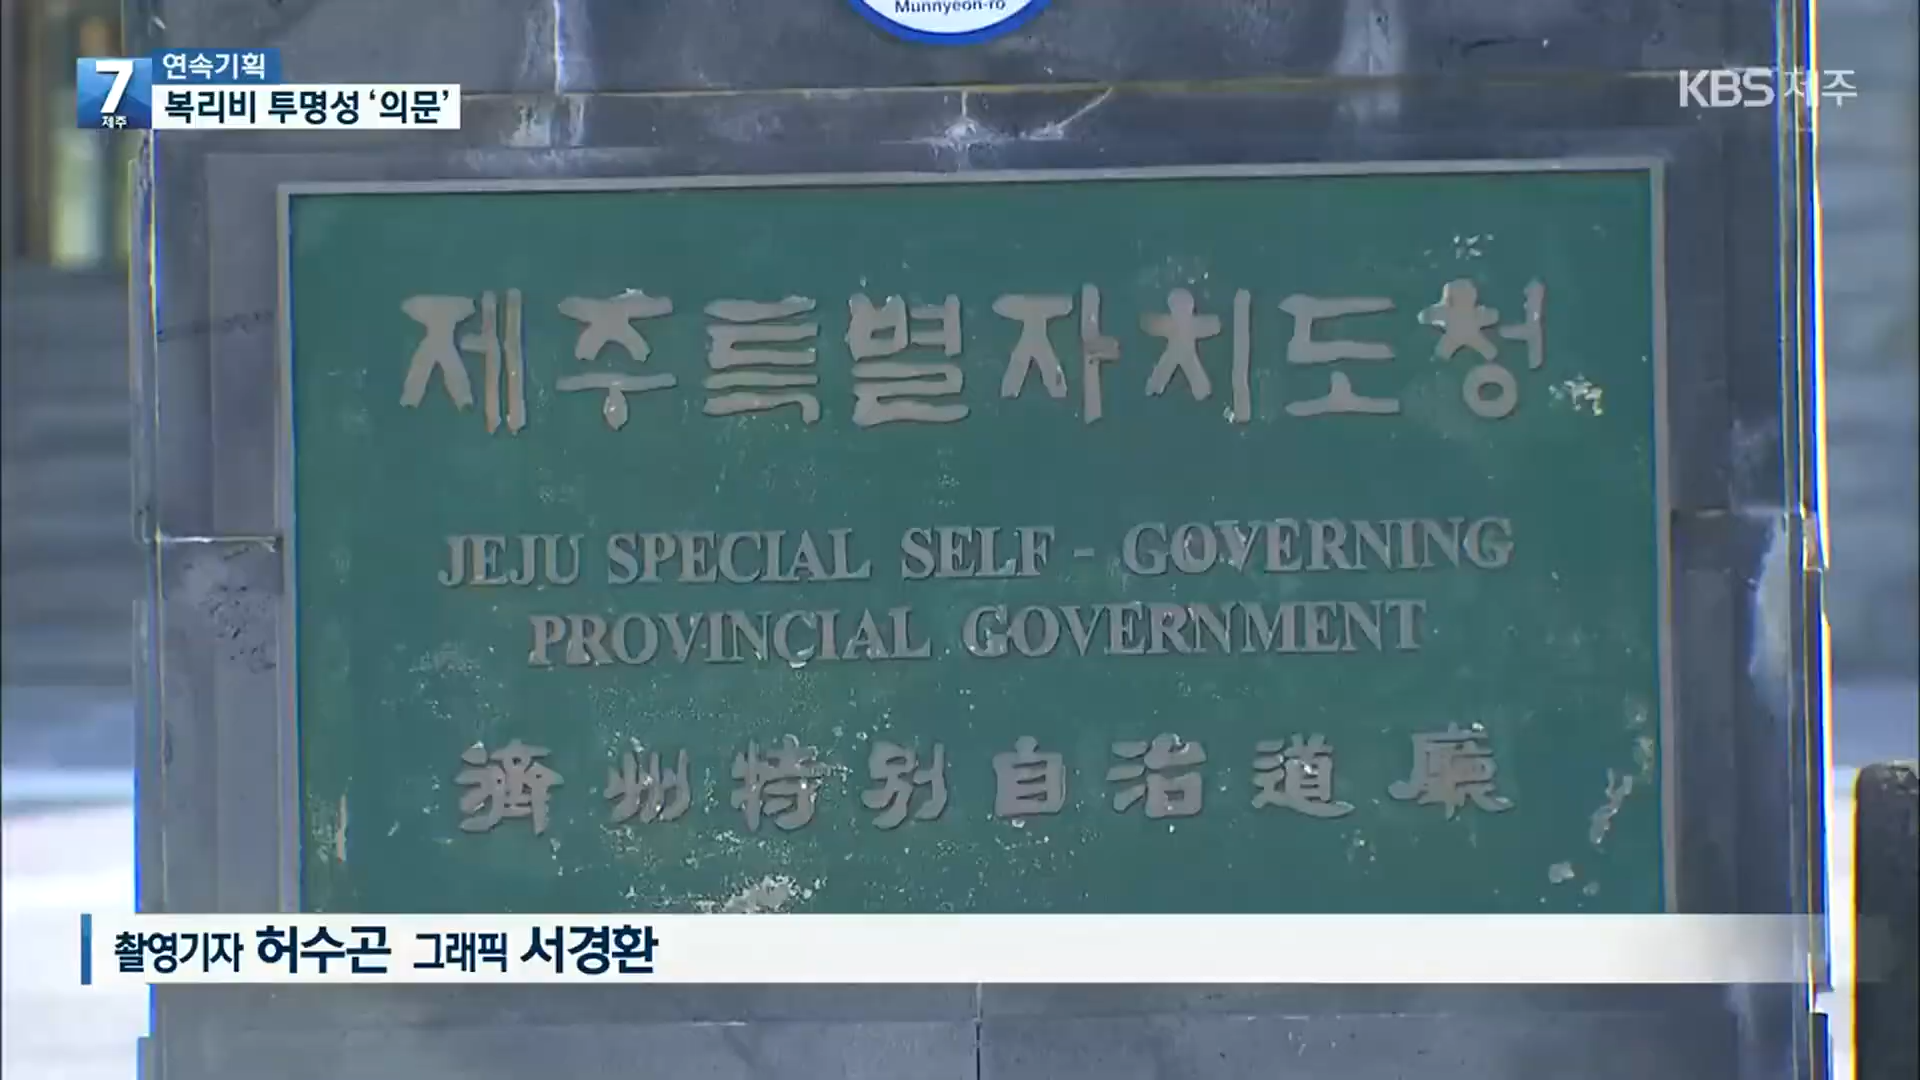 Munnyeon-ro
7
제주
연속기획
복리비 투명성 ‘의문’
KBS제주
제주특별자치도청
JEJU SPECIAL SELF - GOVERNING
PROVINCIAL GOVERNMENT
濟州特別自治道廳
촬영기자 허수곤 그래픽 서경환